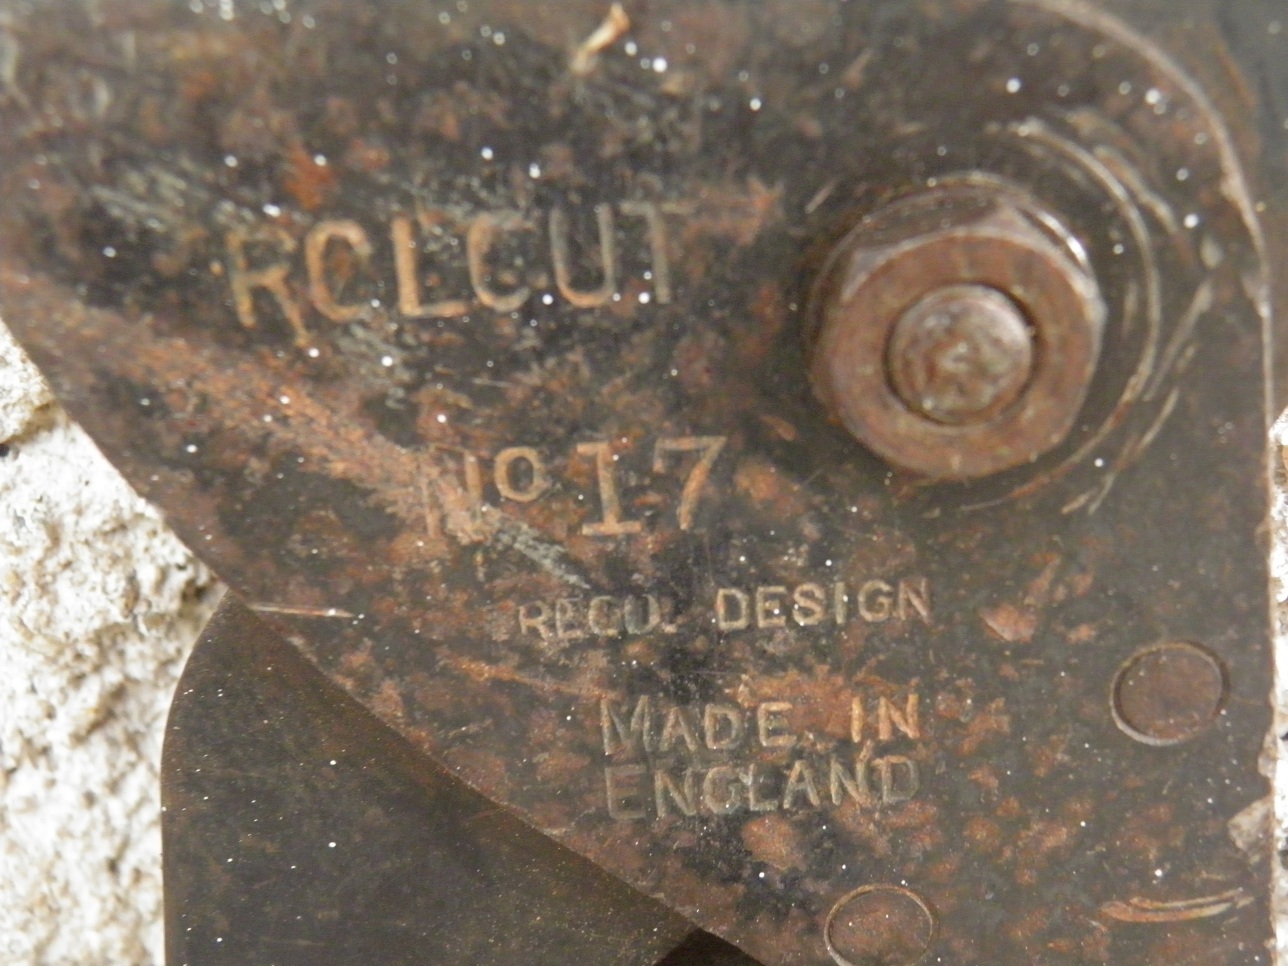 ROLCUT
Nº 17
REGD. DESIGN
MADE IN
ENGLAND